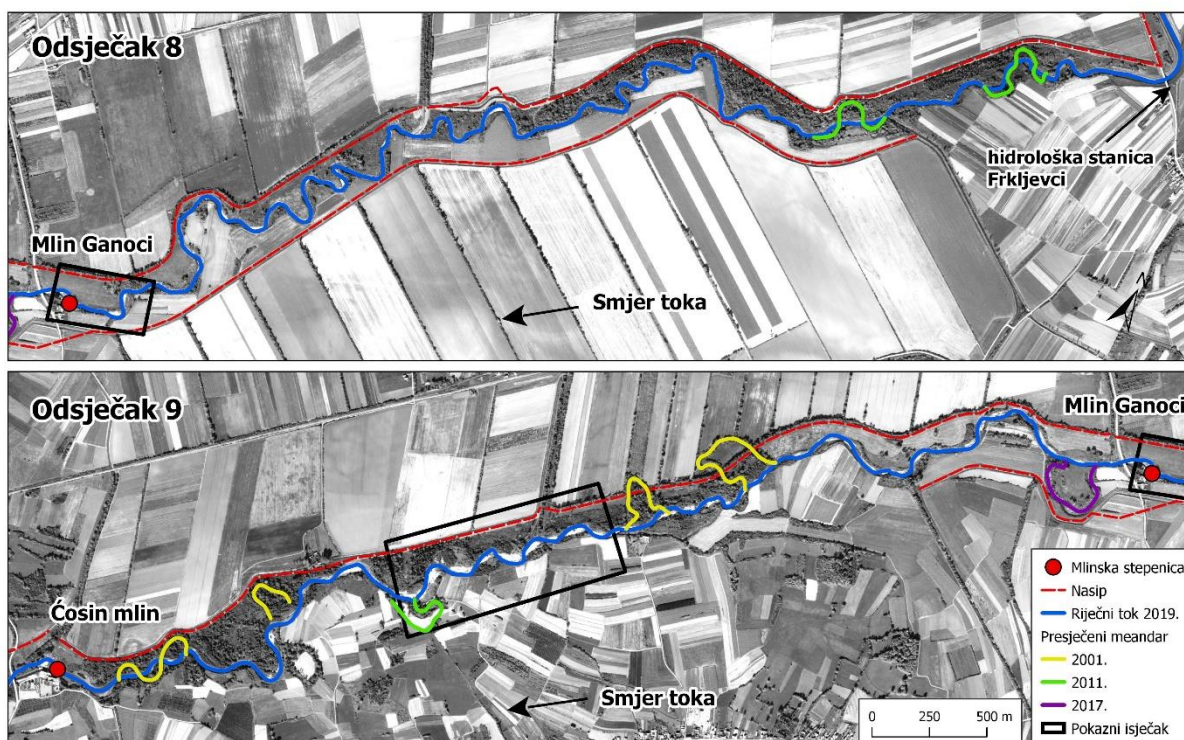 Odsječak 8
hidrološka stanica
Frkljevci
Mlin Ganoci
Smjer toka
N
Odsječak 9
Mlin Ganoci
Ćosin mlin
Smjer toka
Mlinska stepenica
Nasip
Riječni tok 2019.
Presječeni meandar
2001.
2011.
2017.
Pokazni isječak
0 250 500 m